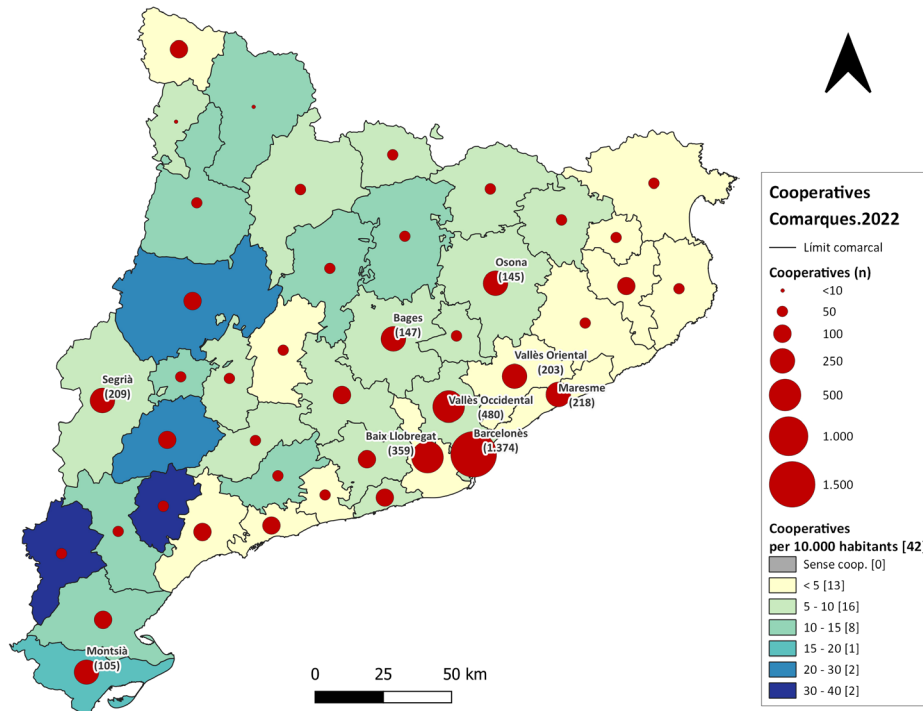 Osona
(145)
Bages
(147)
Vallès Oriental
(203)
Segrià
(209)
Maresme
(218)
Vallès Occidental
(480)
Barcelonès
(1.374)
Baix Llobregat
(359)
Montsià
(105)
0 25 50 km
Cooperatives
Comarques.2022
Límit comarcal
Cooperatives (n)
<10
50
100
250
500
1.000
1.500
Cooperatives
per 10.000 habitants [42]
Sense coop. [0]
< 5 [13]
5 - 10 [16]
10 - 15 [8]
15 - 20 [1]
20 - 30 [2]
30 - 40 [2]